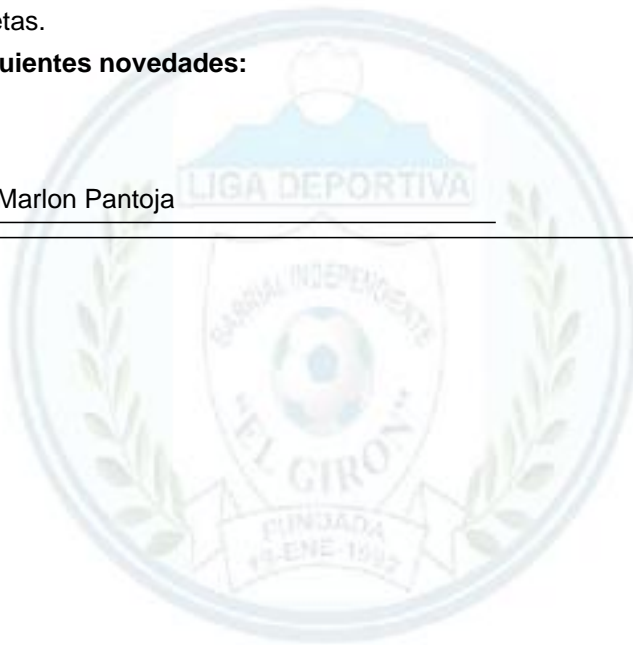 etas.
uientes novedades:
LIGA DEPORTIVA
Marlon Pantoja
BARRIAL INDEPENDIENTE
"EL GIRON"
FUNDADA